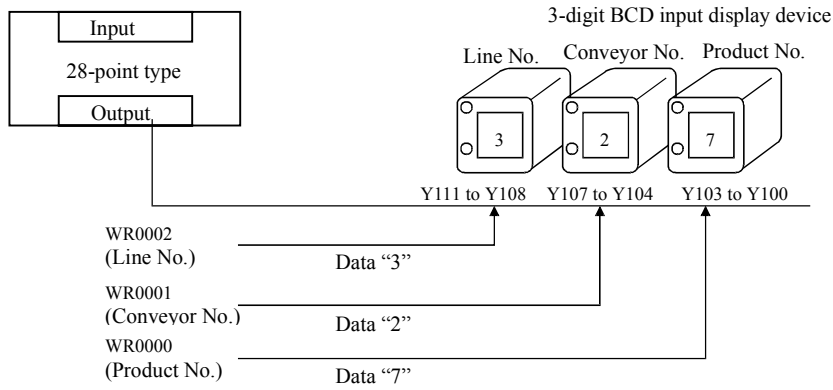 3-digit BCD input display device
Input
28-point type
Output
Line No.
Conveyor No.
Product No.
3
2
7
Y111 to Y108
Y107 to Y104
Y103 to Y100
WR0002
(Line No.)
Data “3”
WR0001
(Conveyor No.)
Data “2”
WR0000
(Product No.)
Data “7”